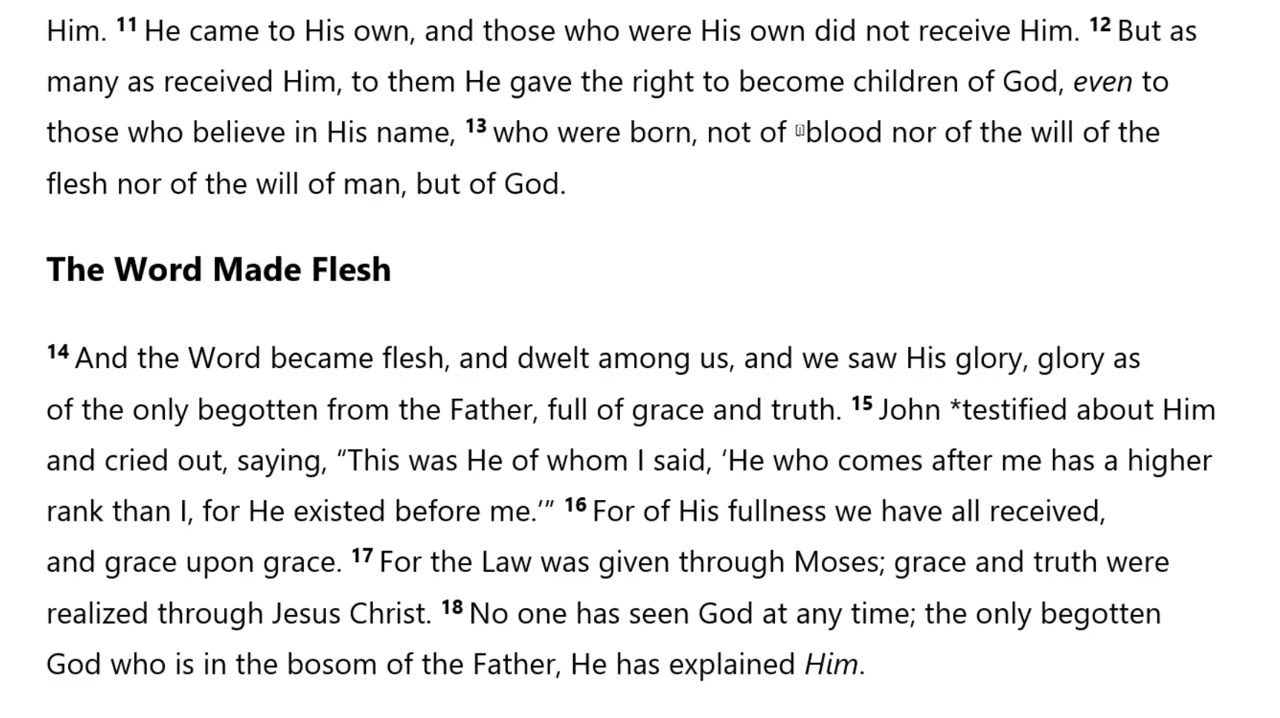 Him. 11 He came to His own, and those who were His own did not receive Him. 12 But as
many as received Him, to them He gave the right to become children of God, even to
those who believe in His name, 13 who were born, not of blood nor of the will of the
flesh nor of the will of man, but of God.
The Word Made Flesh
14 And the Word became flesh, and dwelt among us, and we saw His glory, glory as
of the only begotten from the Father, full of grace and truth. 15 John *testified about Him
and cried out, saying, “This was He of whom I said, ‘He who comes after me has a higher
rank than I, for He existed before me.’” 16 For of His fullness we have all received,
and grace upon grace. 17 For the Law was given through Moses; grace and truth were
realized through Jesus Christ. 18 No one has seen God at any time; the only begotten
God who is in the bosom of the Father, He has explained Him.